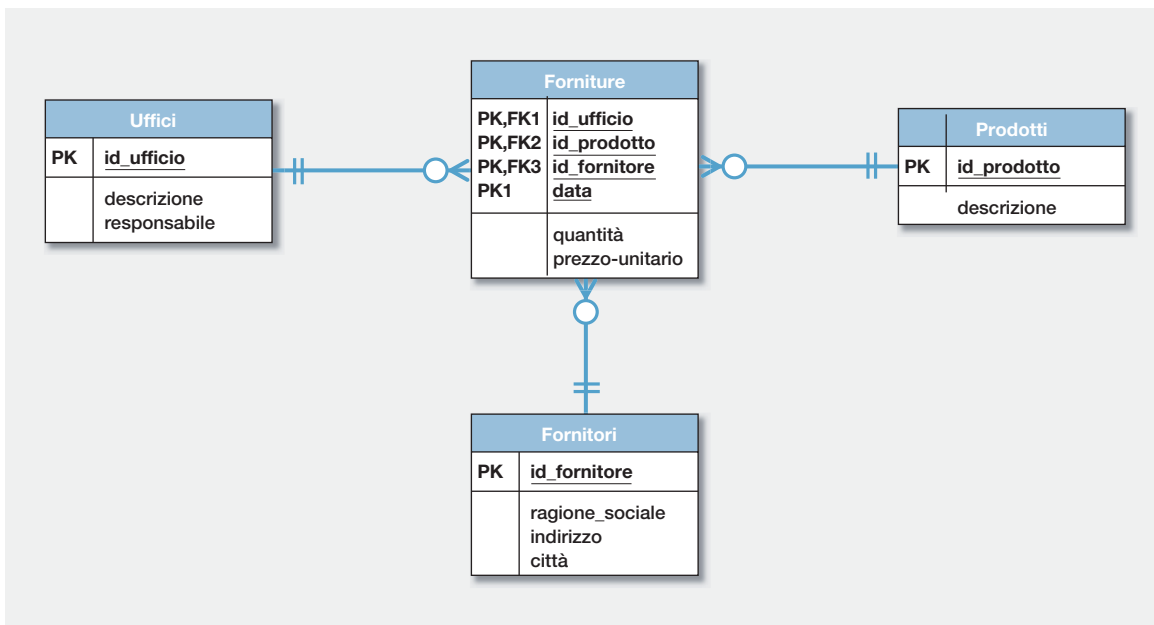 Uffici
PK id_ufficio
descrizione
responsabile
Forniture
PK,FK1 id_ufficio
PK,FK2 id_prodotto
PK,FK3 id_fornitore
PK1 data
quantità
prezzo-unitario
Prodotti
PK id_prodotto
descrizione
Fornitori
PK id_fornitore
ragione_sociale
indirizzo
città